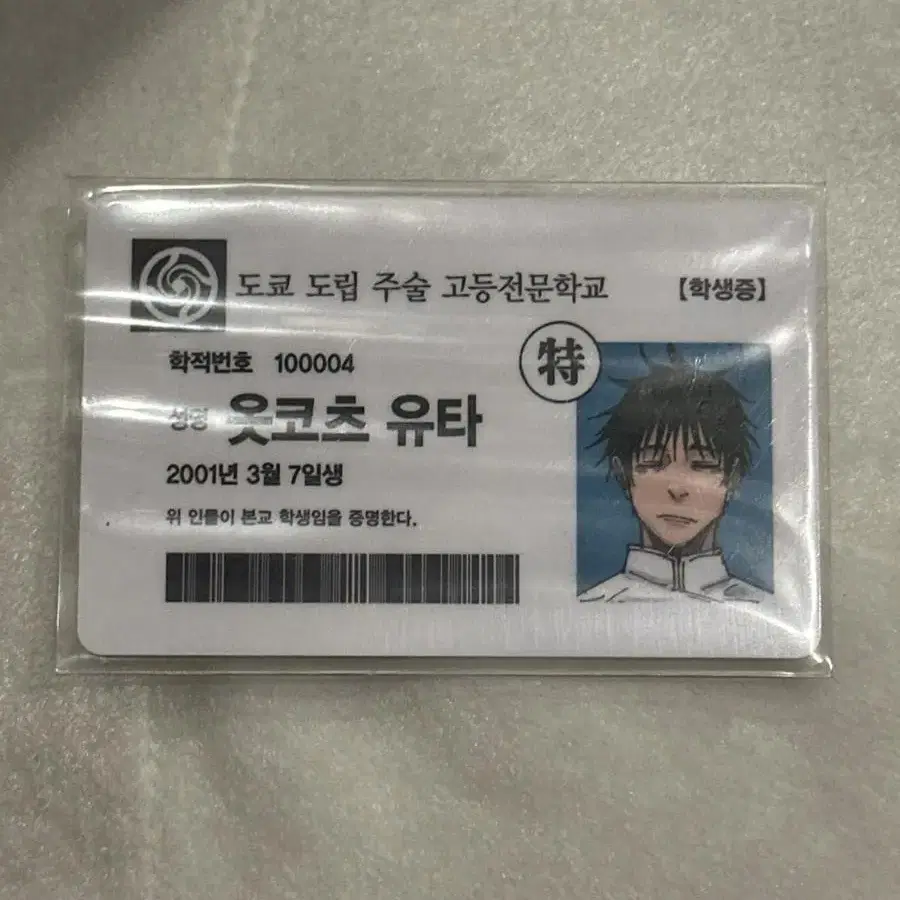 도쿄 도립 주술 고등전문학교 【학생증】
特
학적번호 100004
성명 옷코츠 유타
2001년 3월 7일생
위 인물이 본교 학생임을 증명한다.